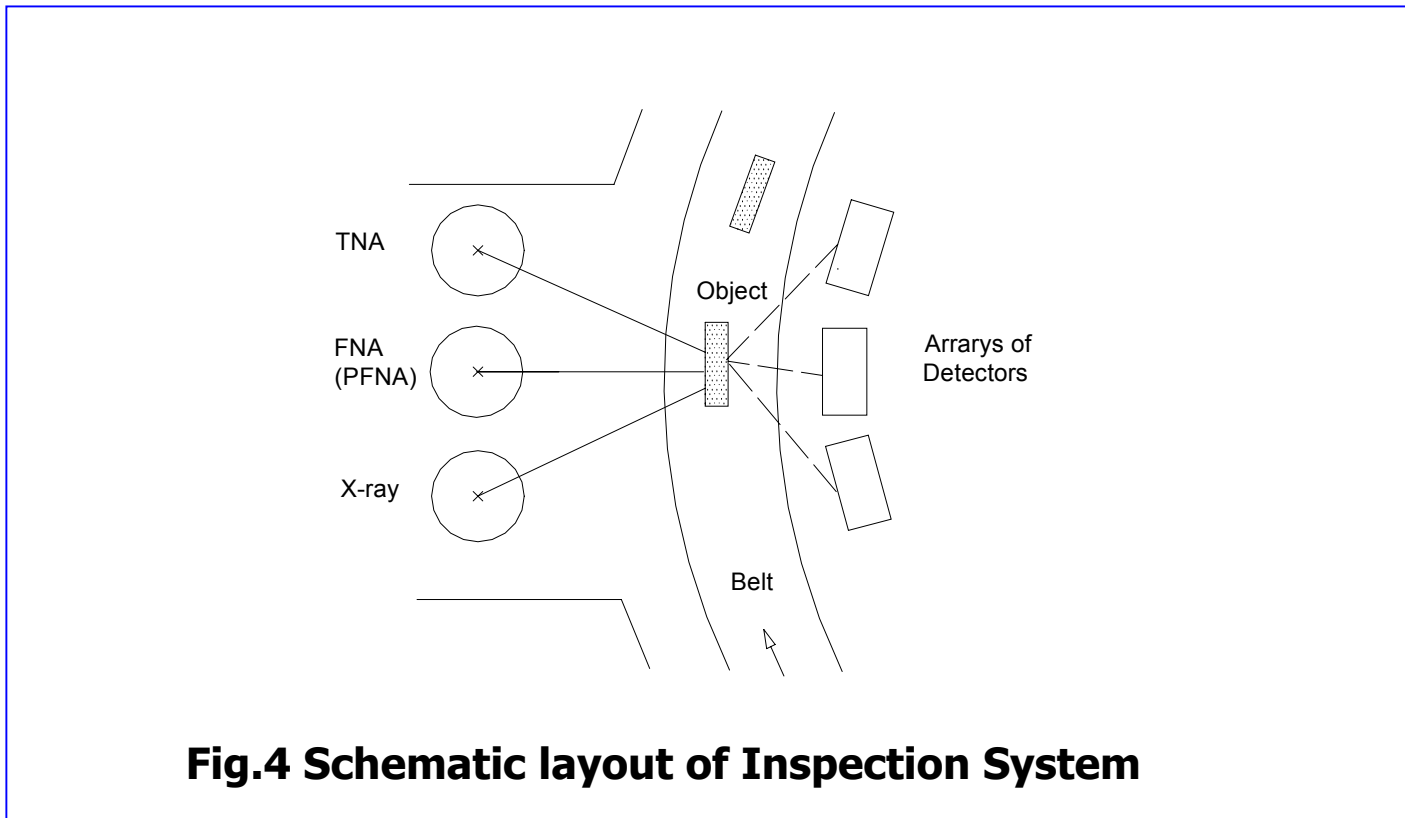 TNA
Object
FNA
(PFNA)
Arrarys of
Detectors
X-ray
Belt
Fig.4 Schematic layout of Inspection System